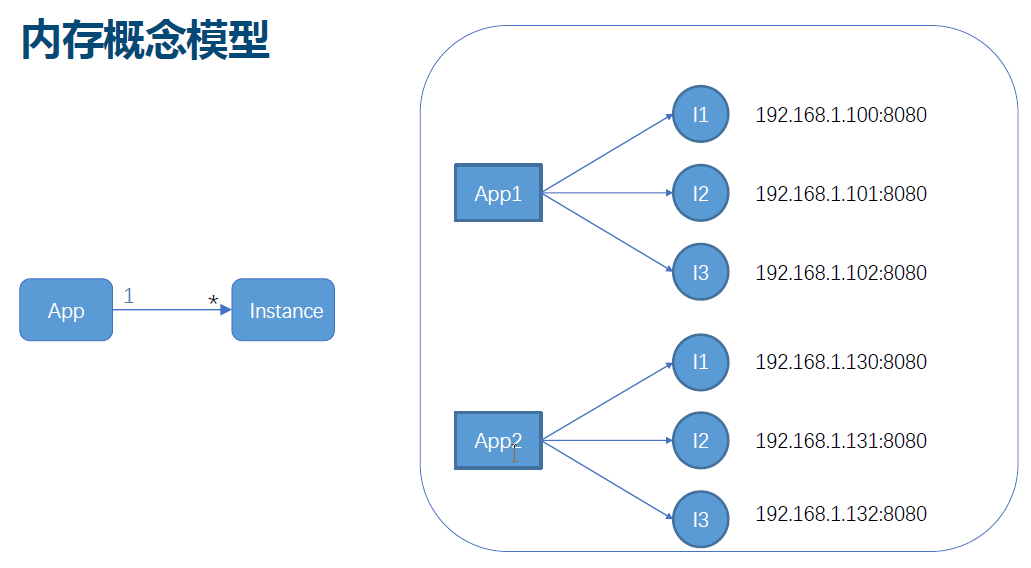 内存概念模型
App
1
*
Instance
App1
I1
192.168.1.100:8080
I2
192.168.1.101:8080
I3
192.168.1.102:8080
App2
I1
192.168.1.130:8080
I2
192.168.1.131:8080
I3
192.168.1.132:8080